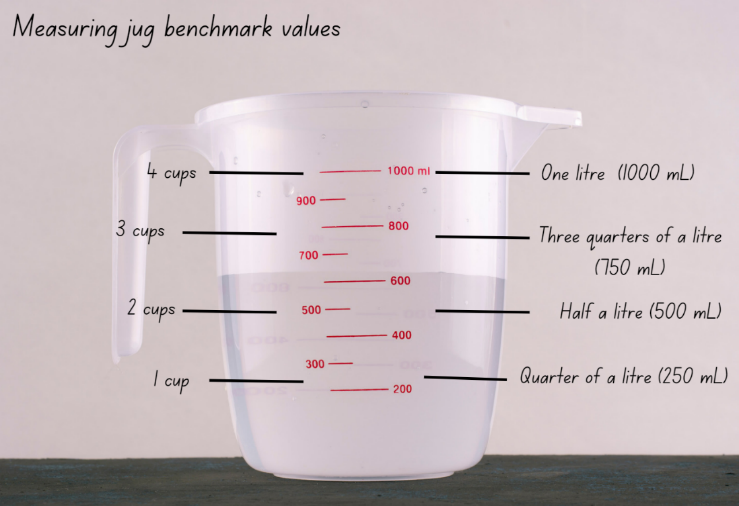 Measuring jug benchmark values
4 cups
1000 ml
One litre (1000 mL)
900
3 cups
800
Three quarters of a litre
(750 mL)
700
600
2 cups
500
Half a litre (500 mL)
400
300
1 cup
200
Quarter of a litre (250 mL)